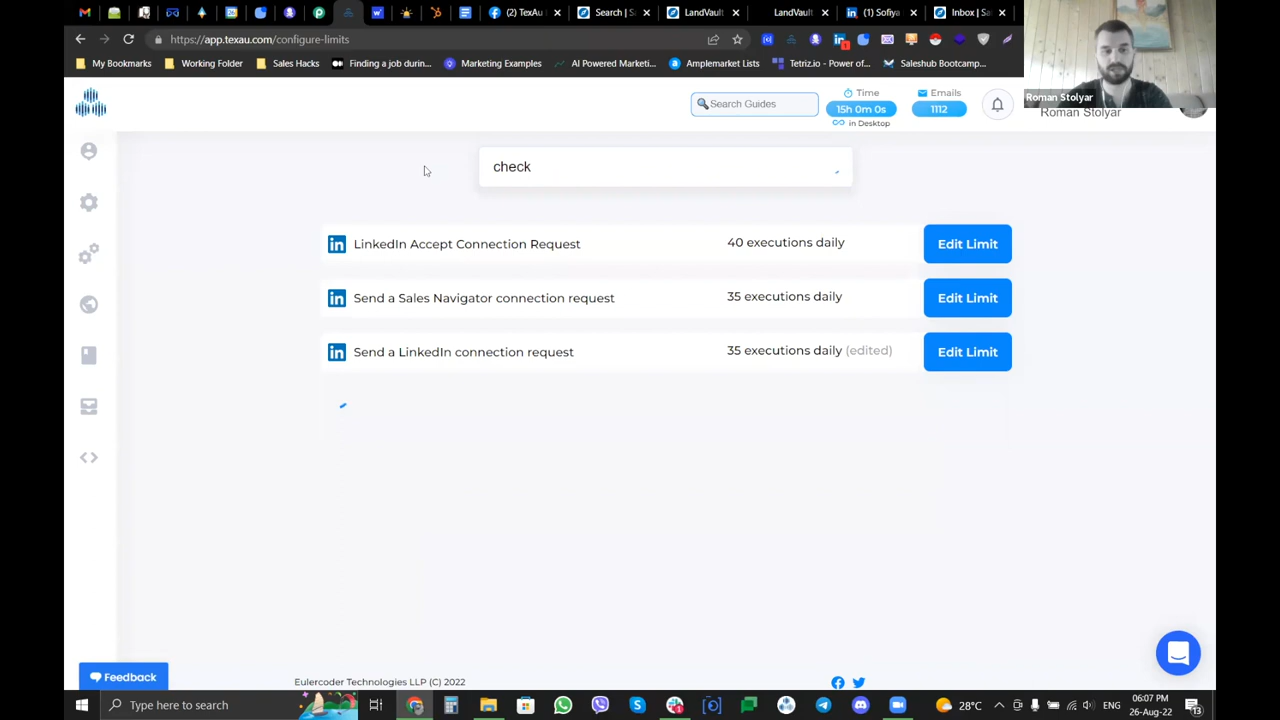 (2) TexAu
Search | S
LandVault
LandVault
(1) Sofiya
Inbox | Sa
https://app.texau.com/configure-limits
My Bookmarks
Working Folder
Sales Hacks
Finding a job durin...
Marketing Examples
AI Powered Marketi...
Amplemarket Lists
Tetriz.io - Power of...
Saleshub Bootcamp...
Roman Stolyar
Search Guides
Time
15h 0m 0s
in Desktop
Emails
1112
Roman Stolyar
check
LinkedIn Accept Connection Request
40 executions daily
Edit Limit
Send a Sales Navigator connection request
35 executions daily
Edit Limit
Send a LinkedIn connection request
35 executions daily (edited)
Edit Limit
Feedback
Eulercoder Technologies LLP (C) 2022
Type here to search
28°C
ENG
06:07 PM
26-Aug-22
13